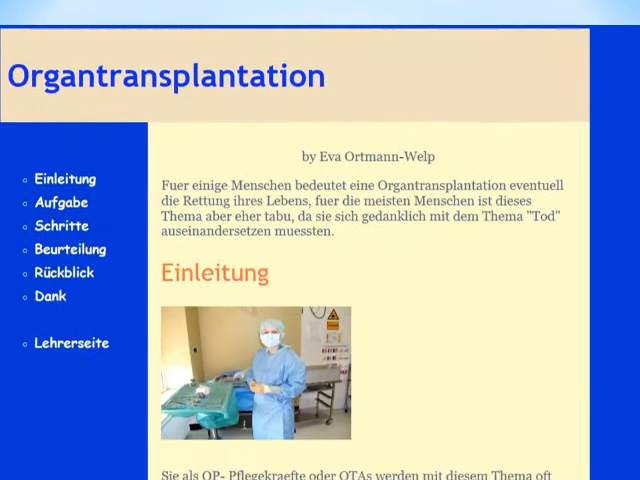 Organtransplantation
Einleitung
Aufgabe
Schritte
Beurteilung
Rückblick
Dank
Lehrerseite
by Eva Ortmann-Welp
Fuer einige Menschen bedeutet eine Organtransplantation eventuell
die Rettung ihres Lebens, fuer die meisten Menschen ist dieses
Thema aber eher tabu, da sie sich gedanklich mit dem Thema "Tod"
auseinandersetzen muessten.
Einleitung
Sie als OP- Pflegekraefte oder OTAs werden mit diesem Thema oft